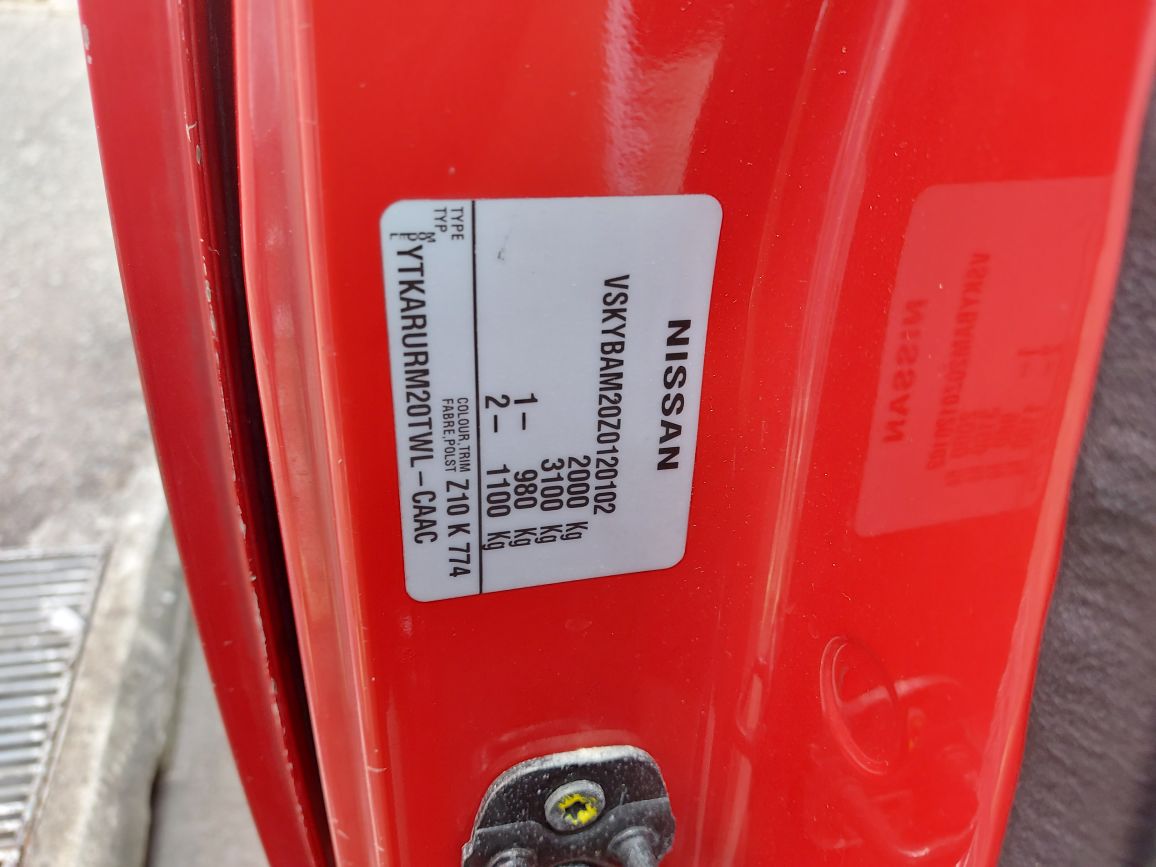 NISSAN
VSKYBAM20Z0120102
2000 Kg
3100 Kg
1– 980 Kg
2– 1100 Kg
TYPE
TYP
COLOUR,TRIM
FABRE,POLST
Z10 K 774
YTKARURM20TWL–CAAC
NISSAN